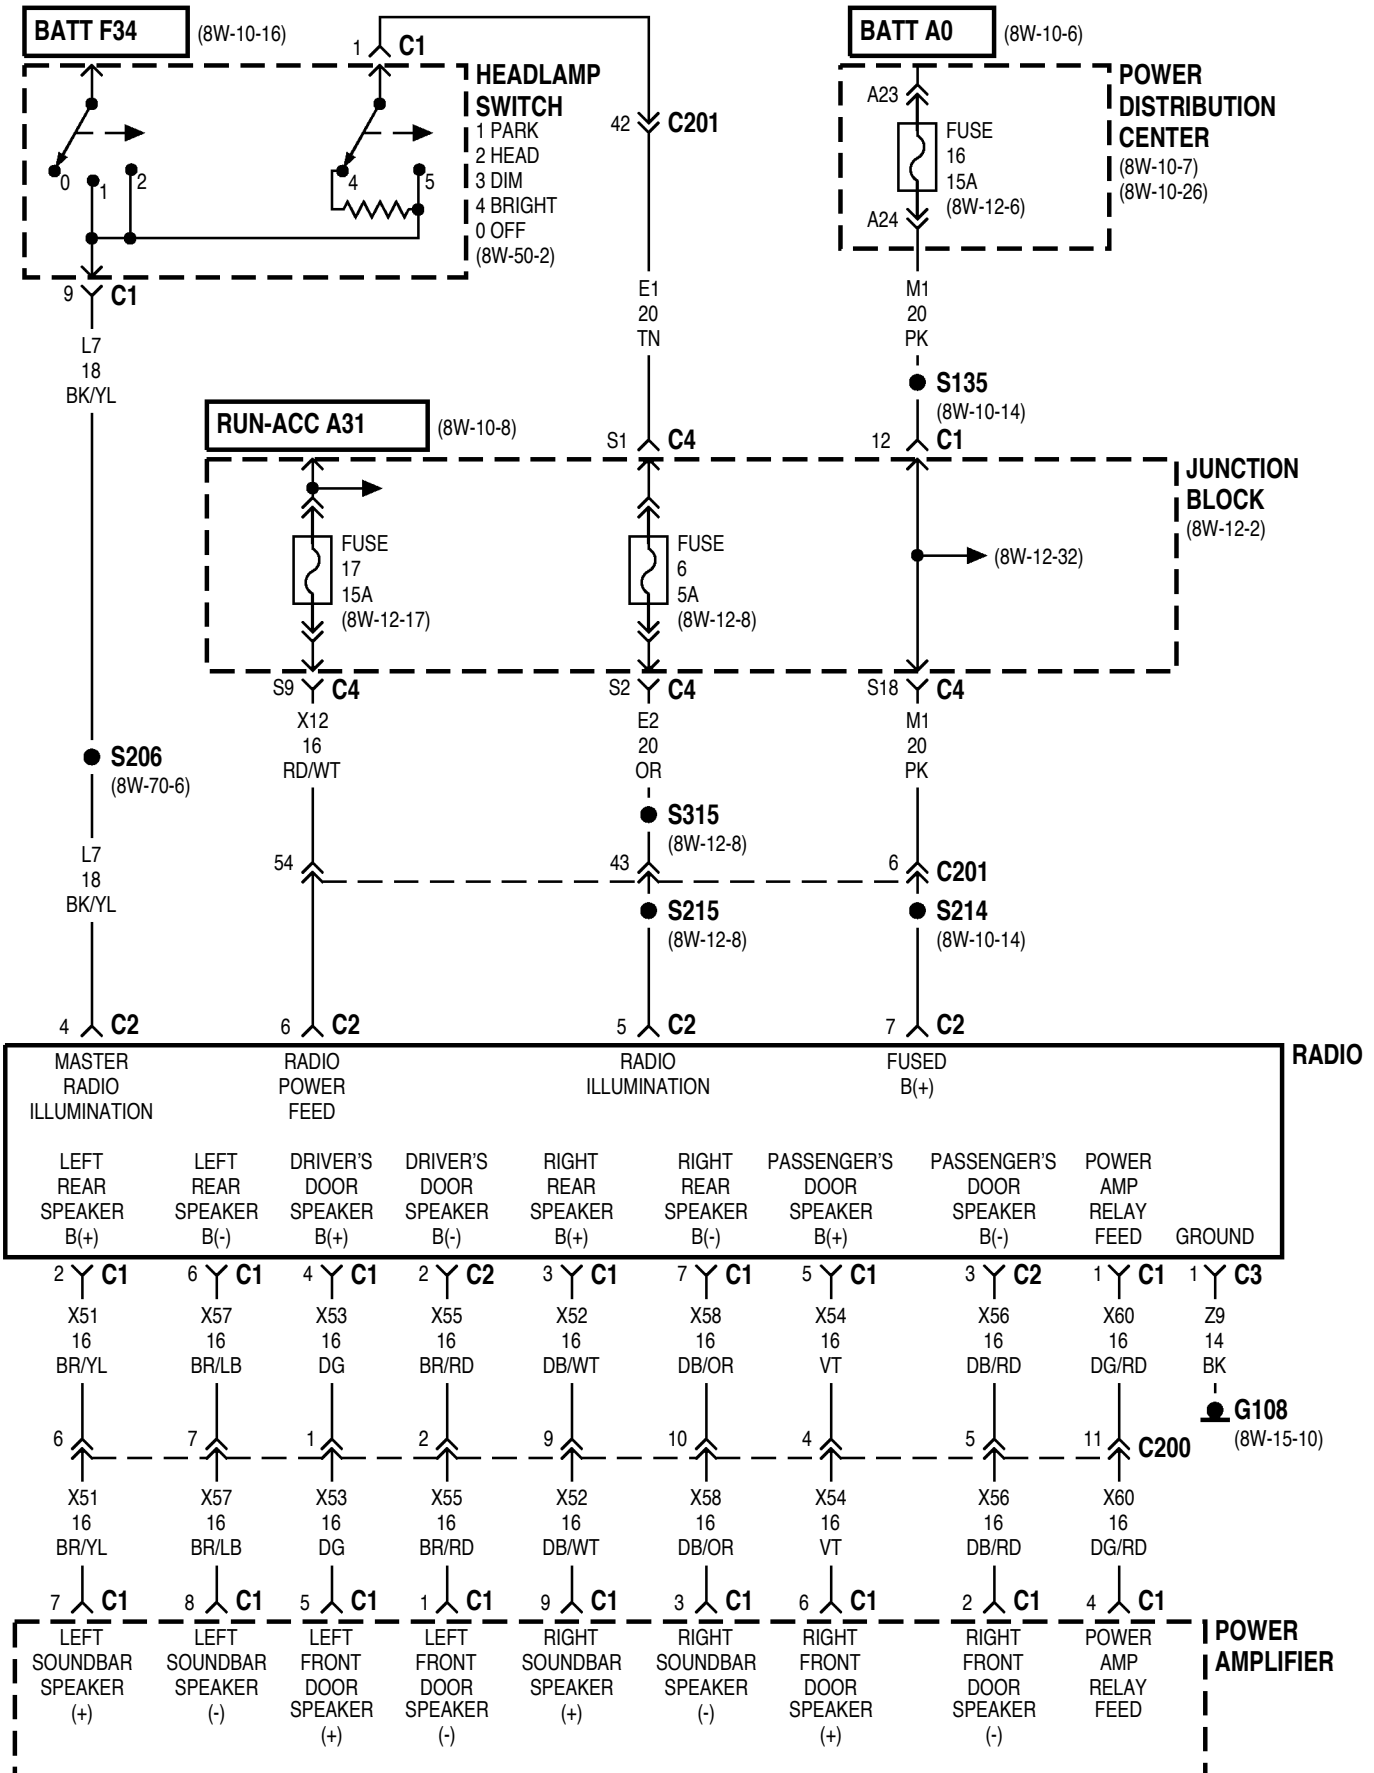 BATT F34
(8W-10-16)
1
C1
BATT A0
(8W-10-6)
HEADLAMP
SWITCH
1 PARK
2 HEAD
3 DIM
4 BRIGHT
0 OFF
(8W-50-2)
0
1
2
4
5
42
C201
A23
FUSE
16
15A
(8W-12-6)
A24
POWER
DISTRIBUTION
CENTER
(8W-10-7)
(8W-10-26)
9
C1
L7
18
BK/YL
E1
20
TN
M1
20
PK
S135
(8W-10-14)
RUN-ACC A31
(8W-10-8)
S1
C4
12
C1
JUNCTION
BLOCK
(8W-12-2)
FUSE
17
15A
(8W-12-17)
FUSE
6
5A
(8W-12-8)
(8W-12-32)
S9
C4
S2
C4
S18
C4
X12
16
RD/WT
E2
20
OR
M1
20
PK
S206
(8W-70-6)
S315
(8W-12-8)
L7
18
BK/YL
54
43
6
C201
S215
(8W-12-8)
S214
(8W-10-14)
4
C2
6
C2
5
C2
7
C2
RADIO
MASTER
RADIO
ILLUMINATION
RADIO
POWER
FEED
RADIO
ILLUMINATION
FUSED
B(+)
LEFT
REAR
SPEAKER
B(+)
LEFT
REAR
SPEAKER
B(-)
DRIVER'S
DOOR
SPEAKER
B(+)
DRIVER'S
DOOR
SPEAKER
B(-)
RIGHT
REAR
SPEAKER
B(+)
RIGHT
REAR
SPEAKER
B(-)
PASSENGER'S
DOOR
SPEAKER
B(+)
PASSENGER'S
DOOR
SPEAKER
B(-)
POWER
AMP
RELAY
FEED
GROUND
2
C1
6
C1
4
C1
2
C2
3
C1
7
C1
5
C1
3
C2
1
C1
1
C3
X51
16
BR/YL
X57
16
BR/LB
X53
16
DG
X55
16
BR/RD
X52
16
DB/WT
X58
16
DB/OR
X54
16
VT
X56
16
DB/RD
X60
16
DG/RD
Z9
14
BK
G108
(8W-15-10)
6
7
1
2
9
10
4
5
11
C200
X51
16
BR/YL
X57
16
BR/LB
X53
16
DG
X55
16
BR/RD
X52
16
DB/WT
X58
16
DB/OR
X54
16
VT
X56
16
DB/RD
X60
16
DG/RD
7
C1
8
C1
5
C1
1
C1
9
C1
3
C1
6
C1
2
C1
4
C1
POWER
AMPLIFIER
LEFT
SOUNDBAR
SPEAKER
(+)
LEFT
SOUNDBAR
SPEAKER
(-)
LEFT
FRONT
DOOR
SPEAKER
(+)
LEFT
FRONT
DOOR
SPEAKER
(-)
RIGHT
SOUNDBAR
SPEAKER
(+)
RIGHT
SOUNDBAR
SPEAKER
(-)
RIGHT
FRONT
DOOR
SPEAKER
(+)
RIGHT
FRONT
DOOR
SPEAKER
(-)
POWER
AMP
RELAY
FEED